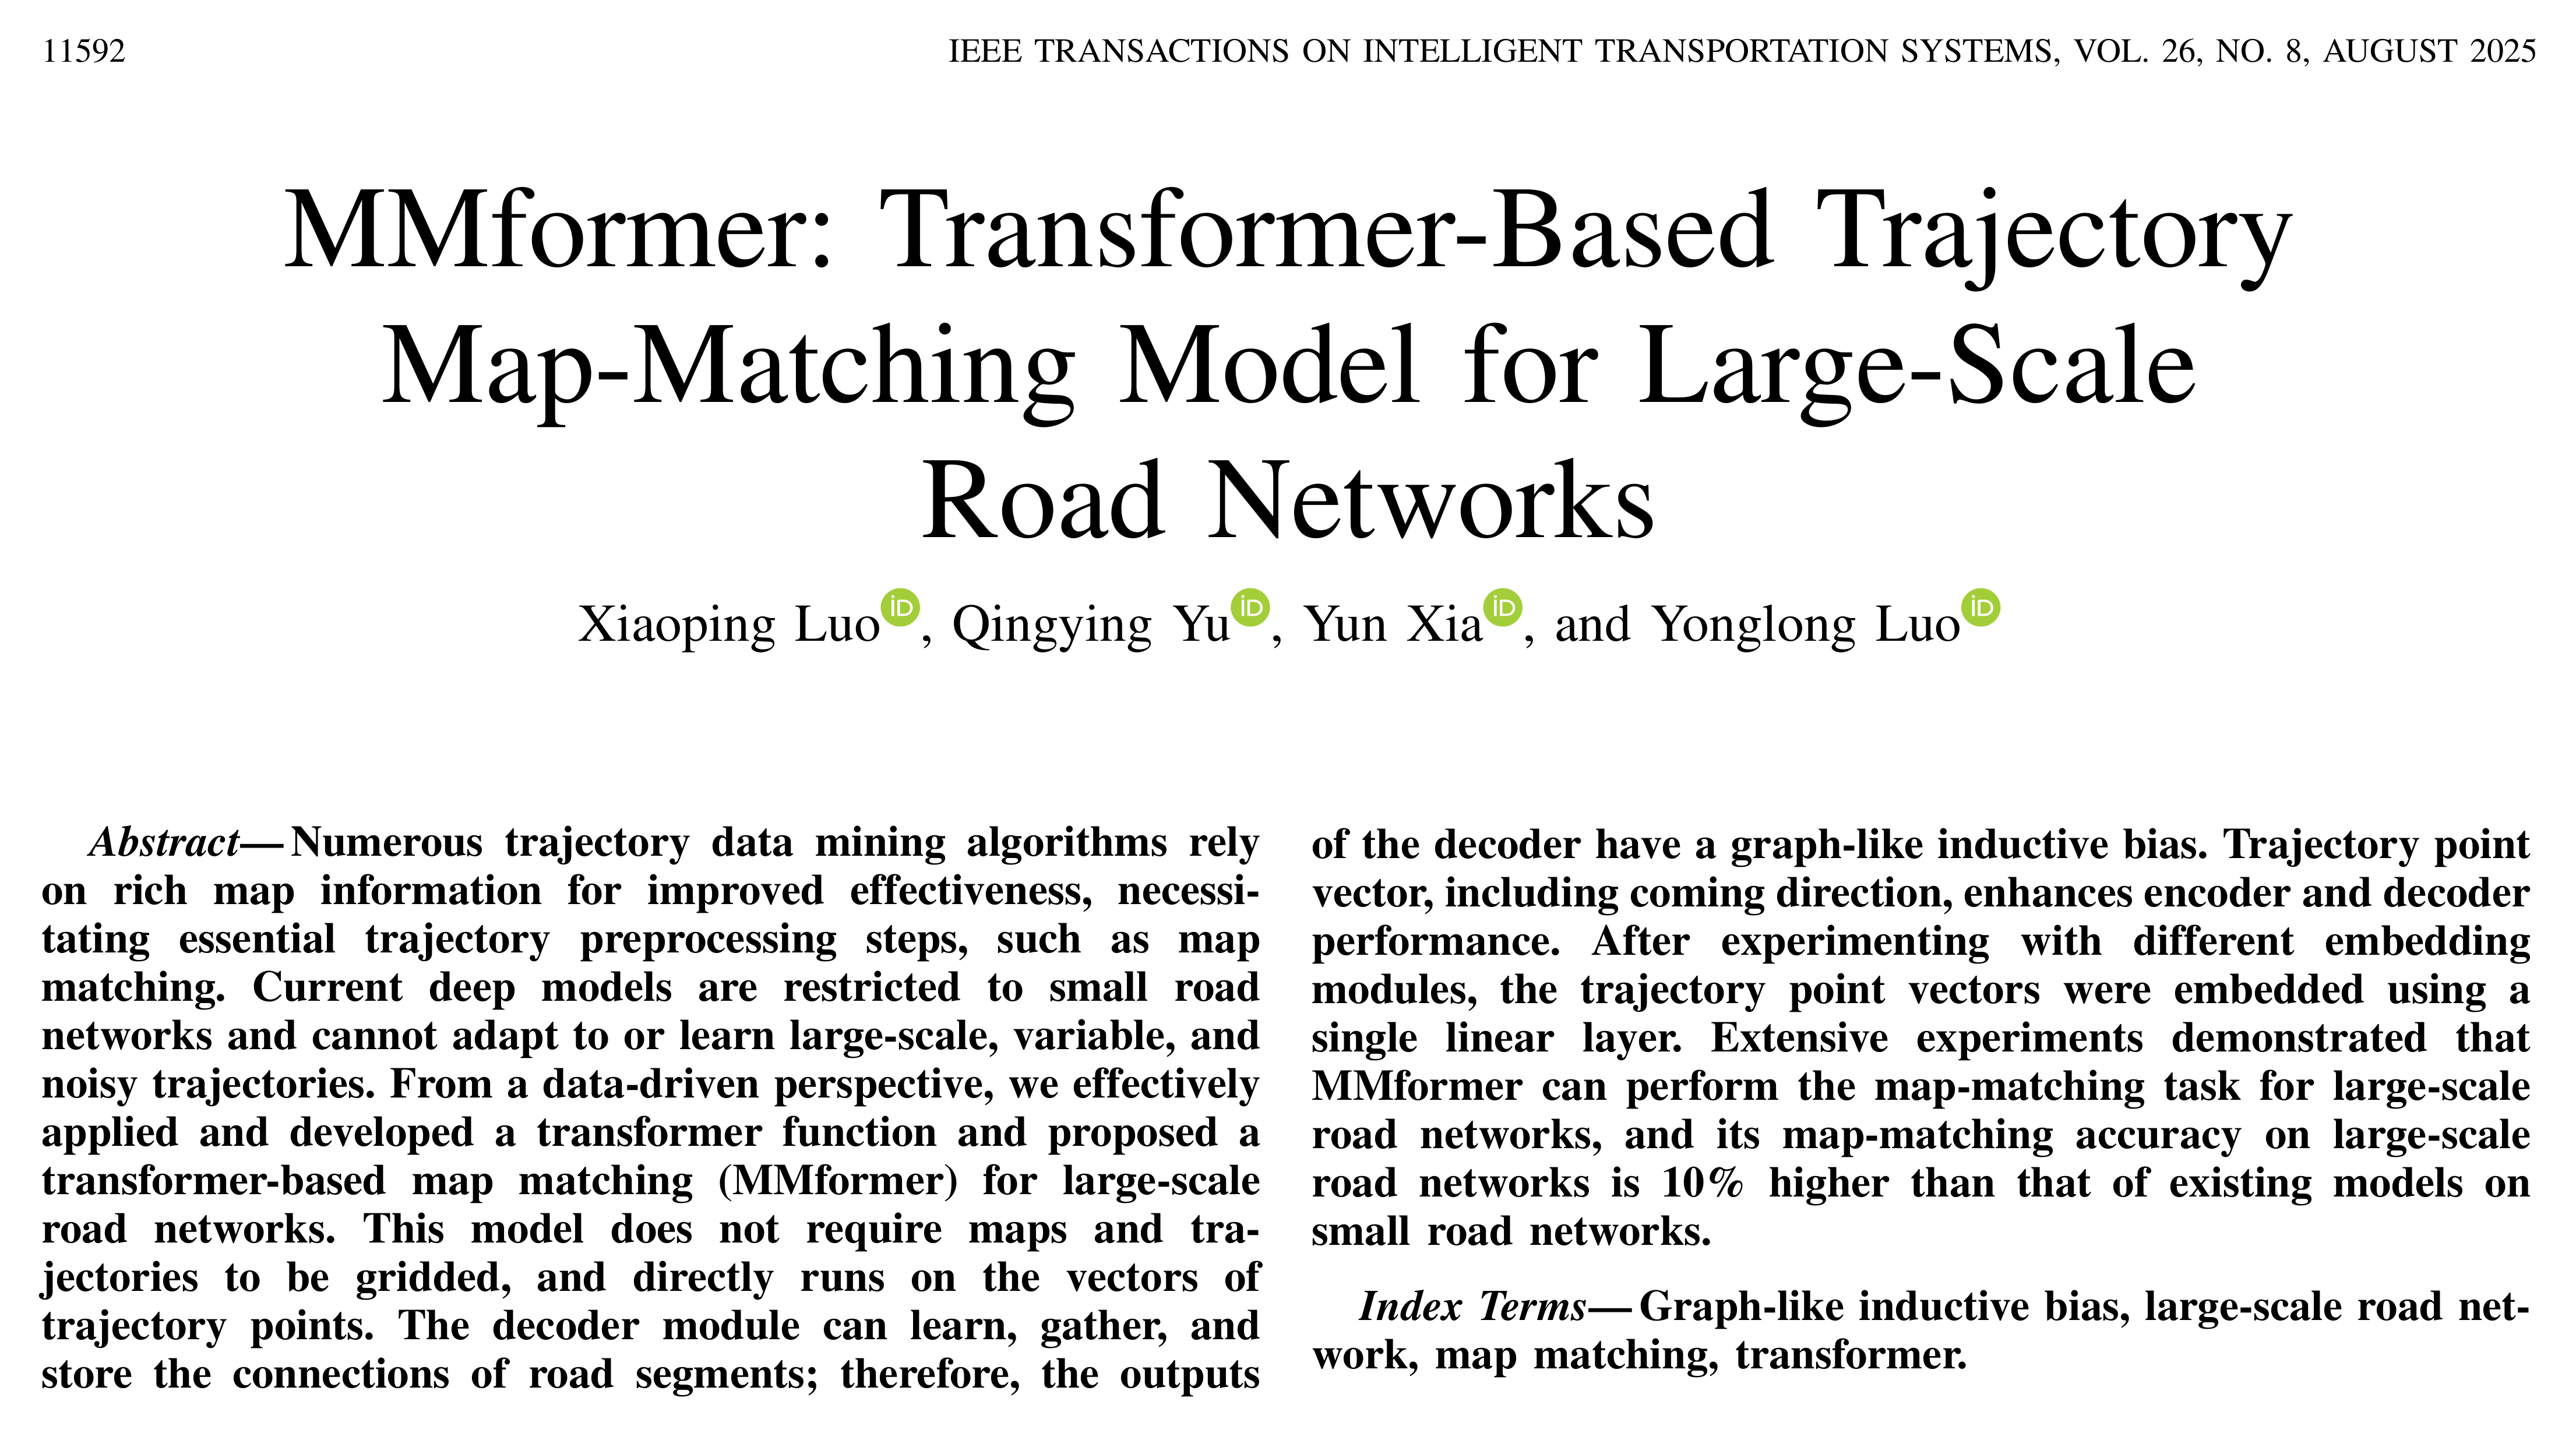 11592
IEEE TRANSACTIONS ON INTELLIGENT TRANSPORTATION SYSTEMS, VOL. 26, NO. 8, AUGUST 2025
MMformer: Transformer-Based Trajectory
Map-Matching Model for Large-Scale
Road Networks
Xiaoping Luo iD, Qingying Yu iD, Yun Xia iD, and Yonglong Luo iD
Abstract—Numerous trajectory data mining algorithms rely
on rich map information for improved effectiveness, necessi-
tating essential trajectory preprocessing steps, such as map
matching. Current deep models are restricted to small road
networks and cannot adapt to or learn large-scale, variable, and
noisy trajectories. From a data-driven perspective, we effectively
applied and developed a transformer function and proposed a
transformer-based map matching (MMformer) for large-scale
road networks. This model does not require maps and tra-
jectories to be gridded, and directly runs on the vectors of
trajectory points. The decoder module can learn, gather, and
store the connections of road segments; therefore, the outputs
of the decoder have a graph-like inductive bias. Trajectory point
vector, including coming direction, enhances encoder and decoder
performance. After experimenting with different embedding
modules, the trajectory point vectors were embedded using a
single linear layer. Extensive experiments demonstrated that
MMformer can perform the map-matching task for large-scale
road networks, and its map-matching accuracy on large-scale
road networks is 10% higher than that of existing models on
small road networks.
Index Terms—Graph-like inductive bias, large-scale road net-
work, map matching, transformer.